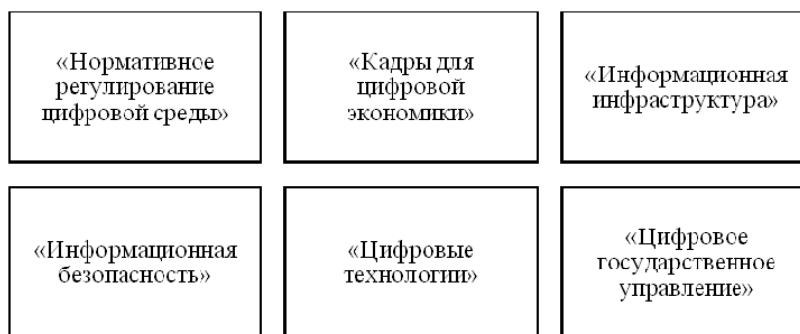 «Нормативное
регулирование
цифровой среды»
«Кадры для
цифровой
экономики»
«Информационная
инфраструктура»
«Информационная
безопасность»
«Цифровые
технологии»
«Цифровое
государственное
управление»